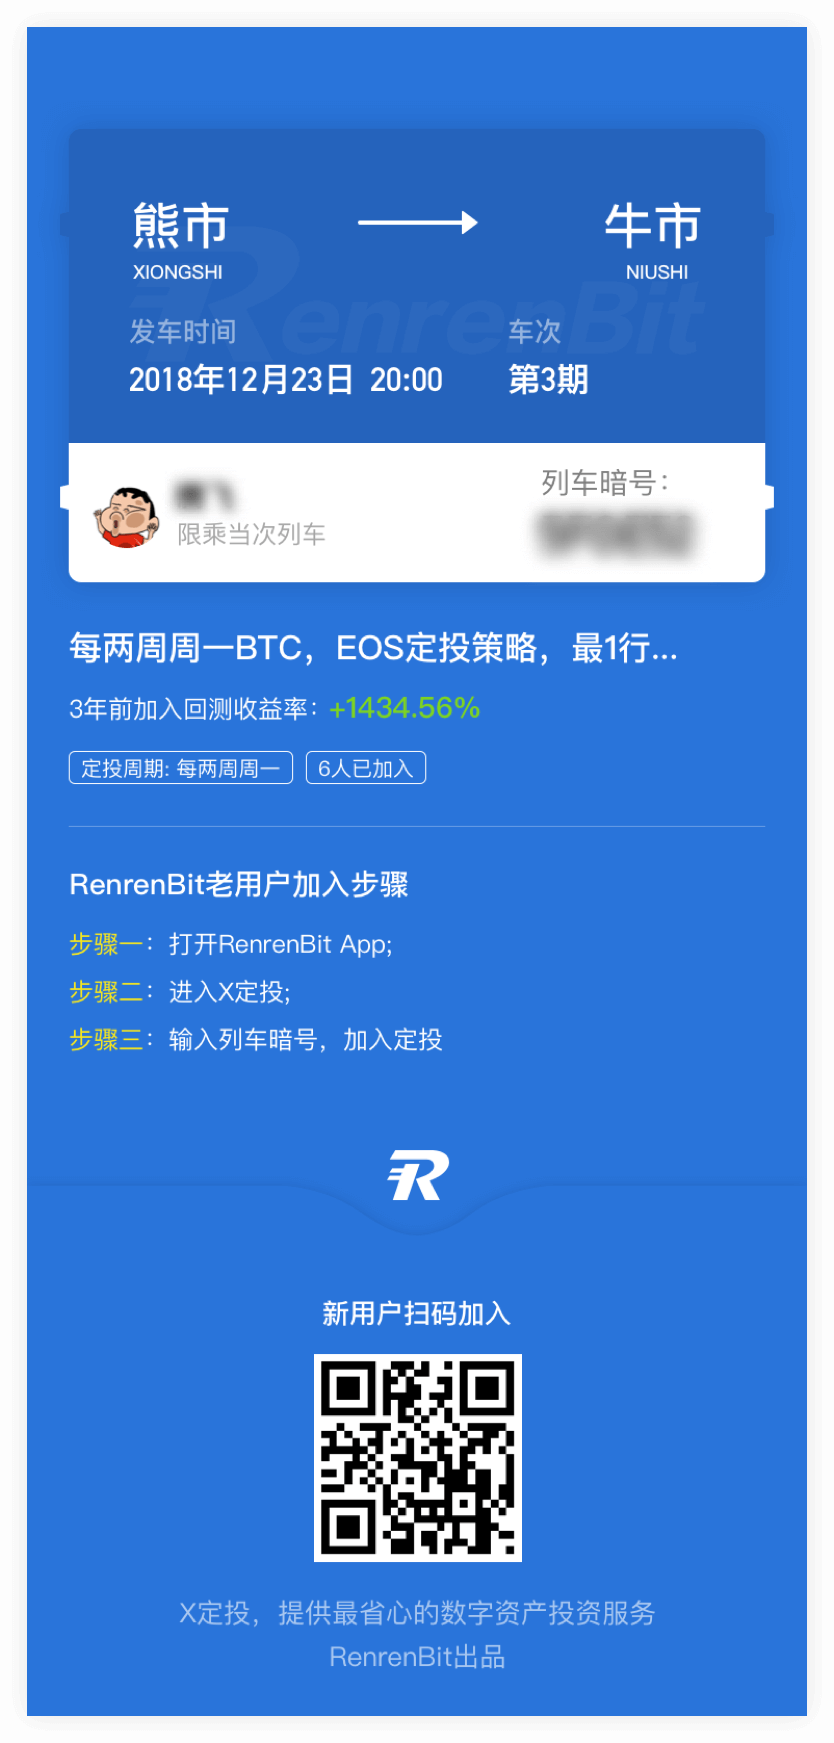 熊市
牛市
XIONGSHI
NIUSHI
RenrenBit
发车时间
车次
2018年12月23日 20:00
第3期
列车暗号：
限乘当次列车
每两周周一BTC，EOS定投策略，最1行...
3年前加入回测收益率：+1434.56%
定投周期: 每两周周一
6人已加入
RenrenBit老用户加入步骤
步骤一：打开RenrenBit App;
步骤二：进入X定投;
步骤三：输入列车暗号，加入定投
新用户扫码加入
X定投，提供最省心的数字资产投资服务
RenrenBit出品